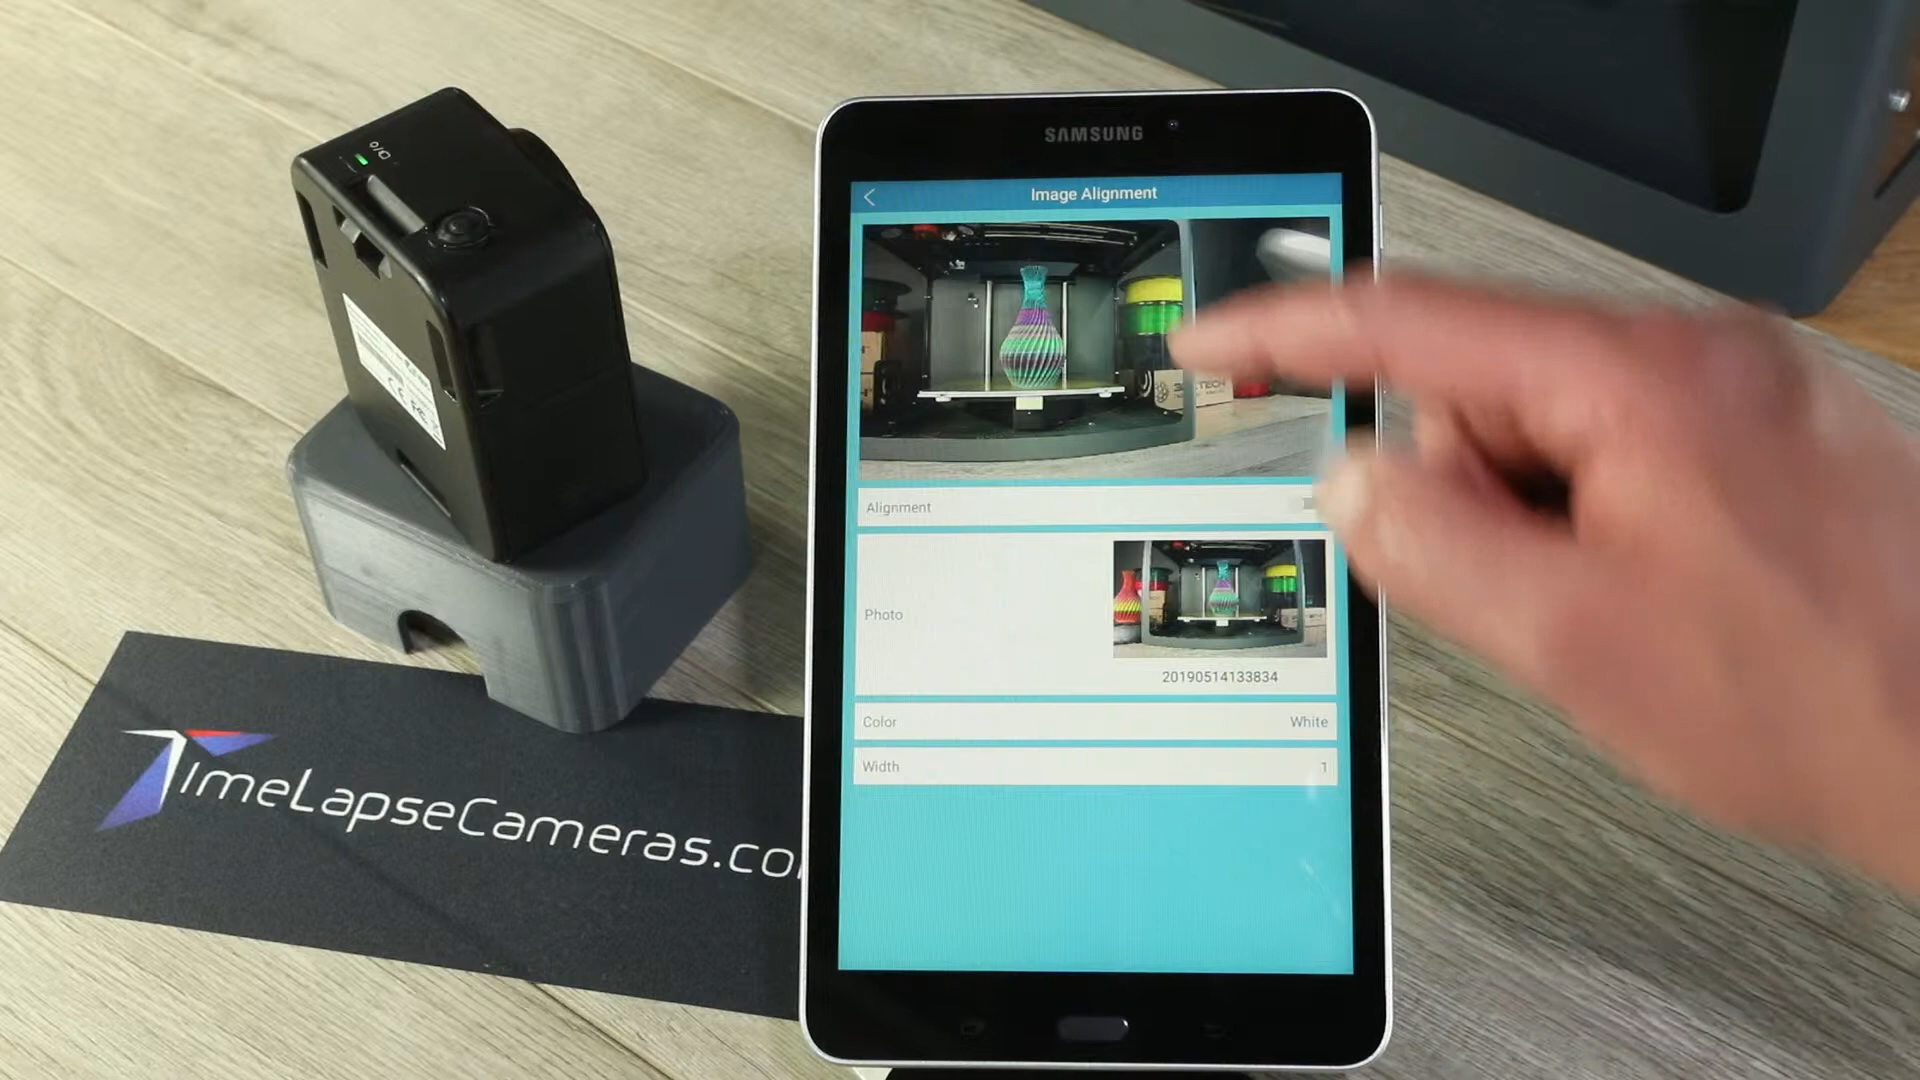 SAMSUNG
Image Alignment
Alignment
Photo
20190514133834
Color White
Width 1
TimeLapseCameras.co